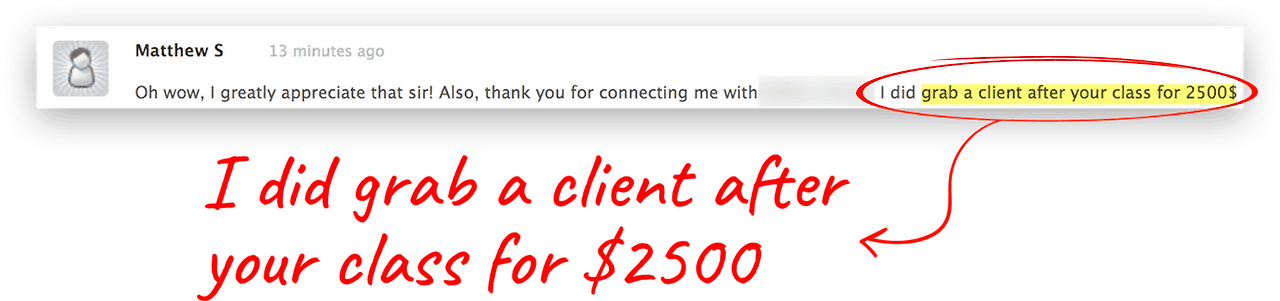 Matthew S 13 minutes ago
Oh wow, I greatly appreciate that sir! Also, thank you for connecting me with I did grab a client after your class for 2500$
I did grab a client after
your class for $2500